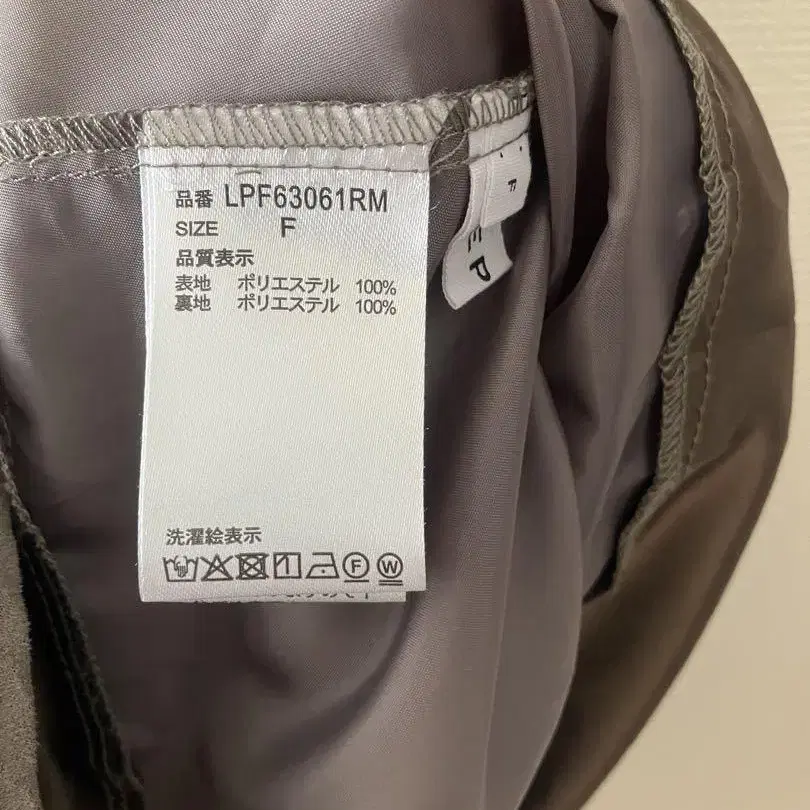 品番 LPF63061RM
SIZE F
品質表示
表地 ポリエステル 100%
裏地 ポリエステル 100%
洗濯絵表示
F W
F
E P